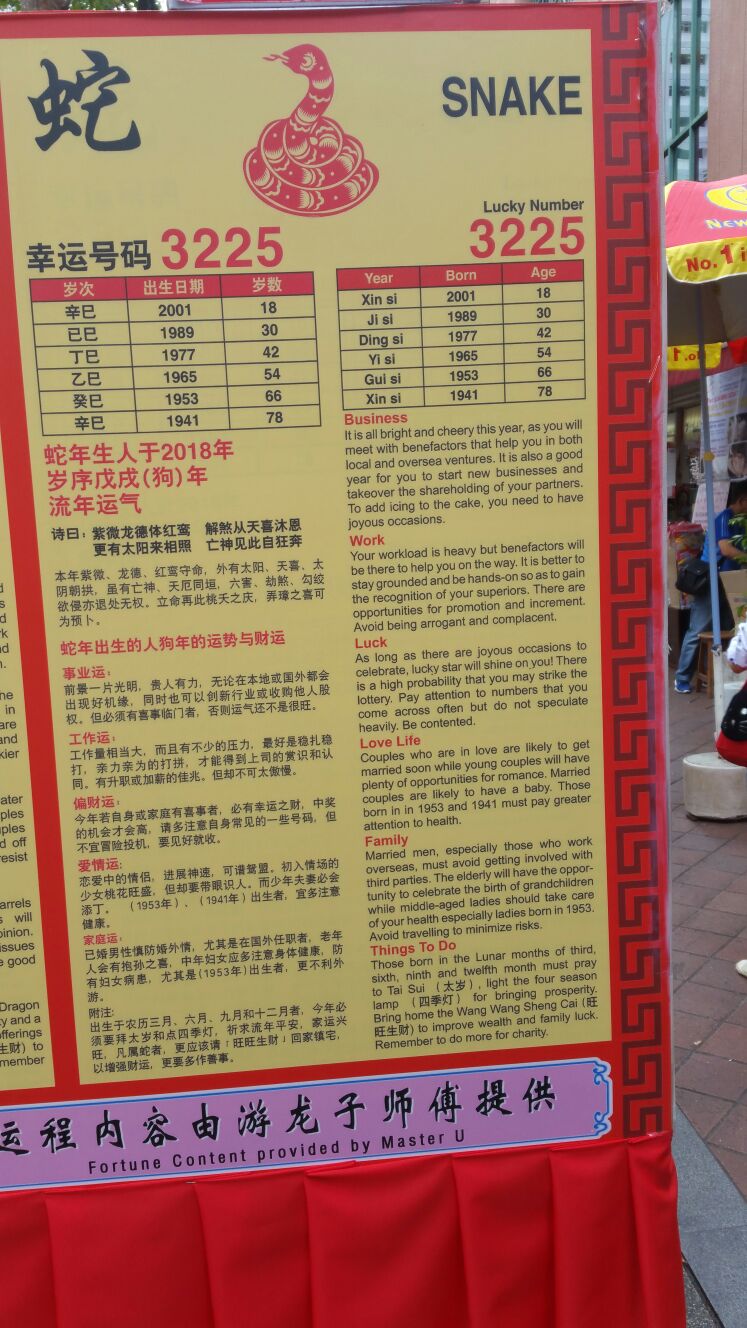 蛇
SNAKE
幸运号码 3225
岁次 出生日期 岁数
辛巳 2001 18
己巳 1989 30
丁巳 1977 42
乙巳 1965 54
癸巳 1953 66
辛巳 1941 78
蛇年生人于2018年
岁序戊戌(狗)年
流年运气
诗曰：紫微龙德体红鸾 解煞从天喜沐恩
更有太阳来相照 亡神见此自狂奔
本年紫微、龙德、红鸾守命，外有太阳、天喜、太
阴朝拱，虽有亡神、天厄同垣，六害、劫煞、勾绞
欲侵亦退处无权。立命再此桃夭之庆，弄璋之喜可
为预卜。
蛇年出生的人狗年的运势与财运
事业运：
前景一片光明，贵人有力，无论在本地或国外都会
出现好机缘，同时也可以创新行业或收购他人股
权。但必须有喜事临门者，否则运气还不是很旺。
工作运：
工作量相当大，而且有不少的压力，最好是稳扎稳
打，亲力亲为的打拼，才能得到上司的赏识和认
同。有升职或加薪的佳兆。但却不可太傲慢。
偏财运：
今年若自身或家庭有喜事者，必有幸运之财，中奖
的机会才会高，请多注意自身常见的一些号码，但
不宜冒险投机，要见好就收。
爱情运：
恋爱中的情侣，进展神速，可谱鸳盟。初入情场的
少女桃花旺盛，但却要带眼识人。而少年夫妻必会
添丁。（1953年）、（1941年）出生者，宜多注意
健康。
家庭运：
已婚男性慎防婚外情，尤其是在国外任职者，老年
人会有抱孙之喜，中年妇女应多注意身体健康，防
有妇女病患，尤其是(1953年)出生者，更不利外
游。
附注：
出生于农历三月、六月、九月和十二月者，今年必
须要拜太岁和点四季灯，祈求流年平安，家运兴
旺，凡属蛇者，更应该请「旺旺生财」回家镇宅，
以增强财运，更要多作善事。
Lucky Number
3225
Year Born Age
Xin si 2001 18
Ji si 1989 30
Ding si 1977 42
Yi si 1965 54
Gui si 1953 66
Xin si 1941 78
Business
It is all bright and cheery this year, as you will
meet with benefactors that help you in both
local and oversea ventures. It is also a good
year for you to start new businesses and
takeover the shareholding of your partners.
To add icing to the cake, you need to have
joyous occasions.
Work
Your workload is heavy but benefactors will
be there to help you on the way. It is better to
stay grounded and be hands-on so as to gain
the recognition of your superiors. There are
opportunities for promotion and increment.
Avoid being arrogant and complacent.
Luck
As long as there are joyous occasions to
celebrate, lucky star will shine on you! There
is a high probability that you may strike the
lottery. Pay attention to numbers that you
come across often but do not speculate
heavily. Be contented.
Love Life
Couples who are in love are likely to get
married soon while young couples will have
plenty of opportunities for romance. Married
couples are likely to have a baby. Those
born in in 1953 and 1941 must pay greater
attention to health.
Family
Married men, especially those who work
overseas, must avoid getting involved with
third parties. The elderly will have the oppor-
tunity to celebrate the birth of grandchildren
while middle-aged ladies should take care
of your health especially ladies born in 1953.
Avoid travelling to minimize risks.
Things To Do
Those born in the Lunar months of third,
sixth, ninth and twelfth month must pray
to Tai Sui （太岁）, light the four season
lamp （四季灯） for bringing prosperity.
Bring home the Wang Wang Sheng Cai (旺
旺生财) to improve wealth and family luck.
Remember to do more for charity.
运程内容由游龙子师傅提供
Fortune Content provided by Master U
No.1
Dragon